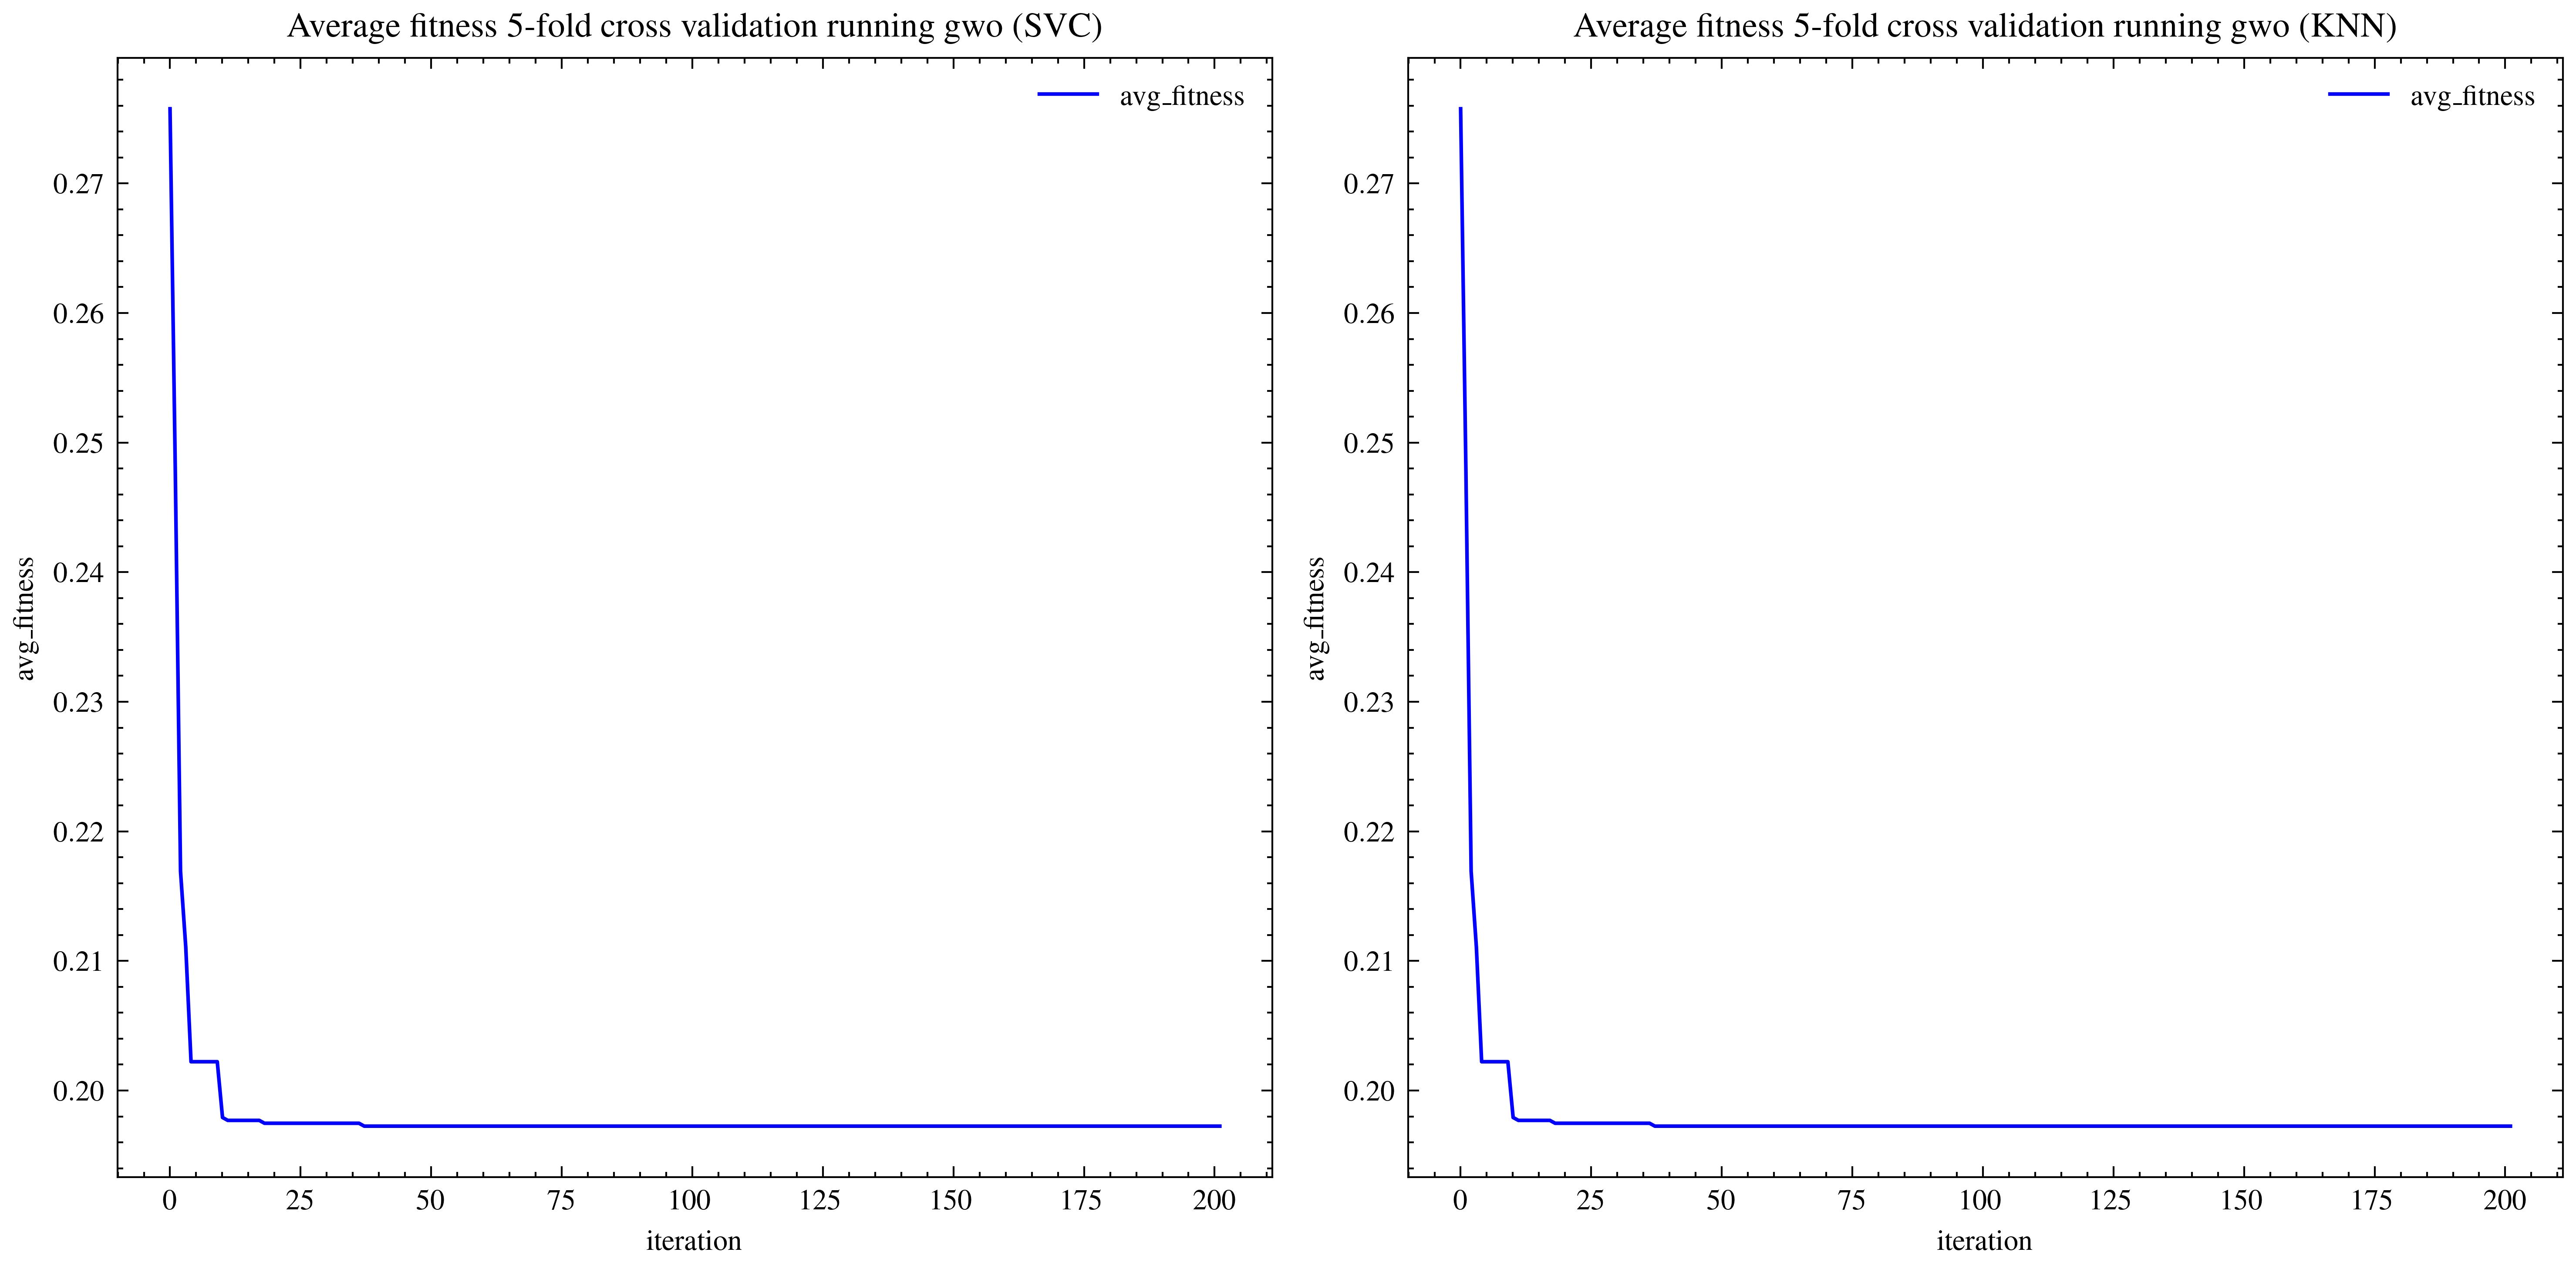 Average fitness 5-fold cross validation running gwo (SVC)
avg_fitness
0.27
0.26
0.25
0.24
0.23
0.22
0.21
0.20
avg_fitness
0 25 50 75 100 125 150 175 200
iteration
Average fitness 5-fold cross validation running gwo (KNN)
avg_fitness
0.27
0.26
0.25
0.24
0.23
0.22
0.21
0.20
avg_fitness
0 25 50 75 100 125 150 175 200
iteration